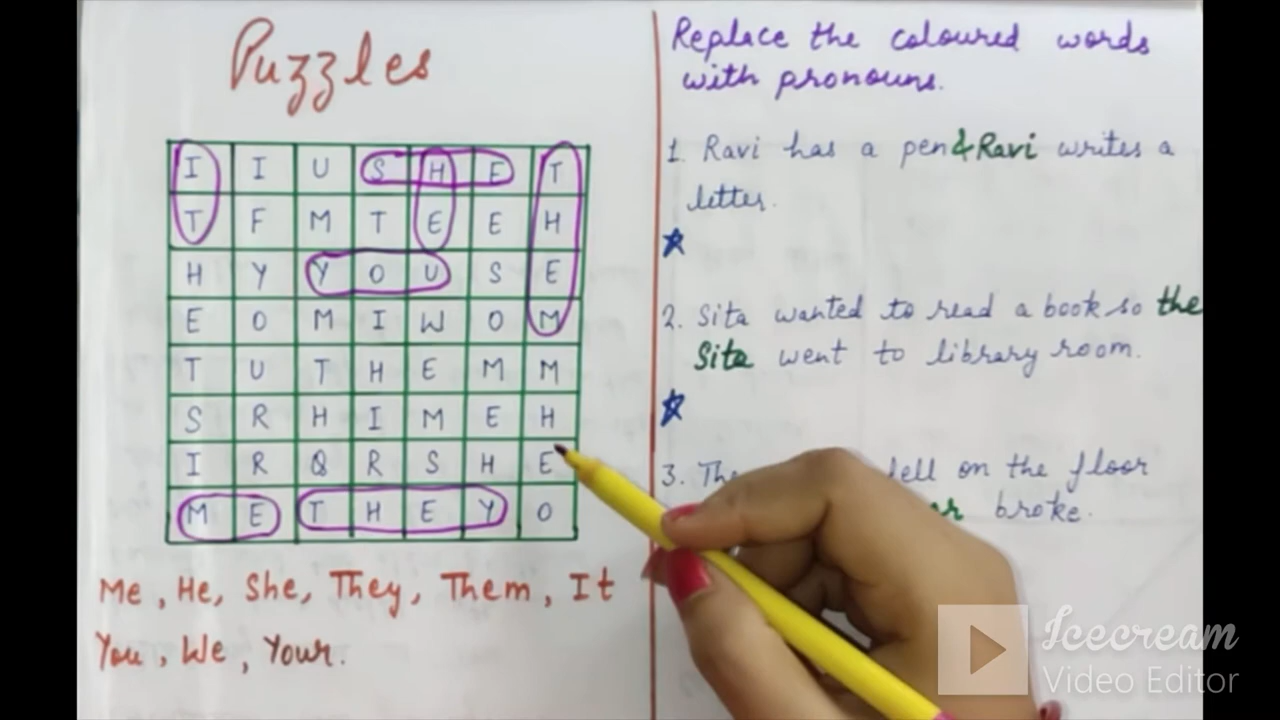 Puzzles
I I U S H E T
T F M T E E H
H Y Y O U S E
E O M I W O M
T U T H E M M
S R H I M E H
I R Q R S H E
M E T H E Y O
Me, He, She, They, Them, It
You, We, Your.
Replace the coloured words
with pronouns.
1. Ravi has a pen & Ravi writes a
letter.
2. Sita wanted to read a book so the
Sita went to library room.
3. The fell on the floor
broke.
Icecream
Video Editor